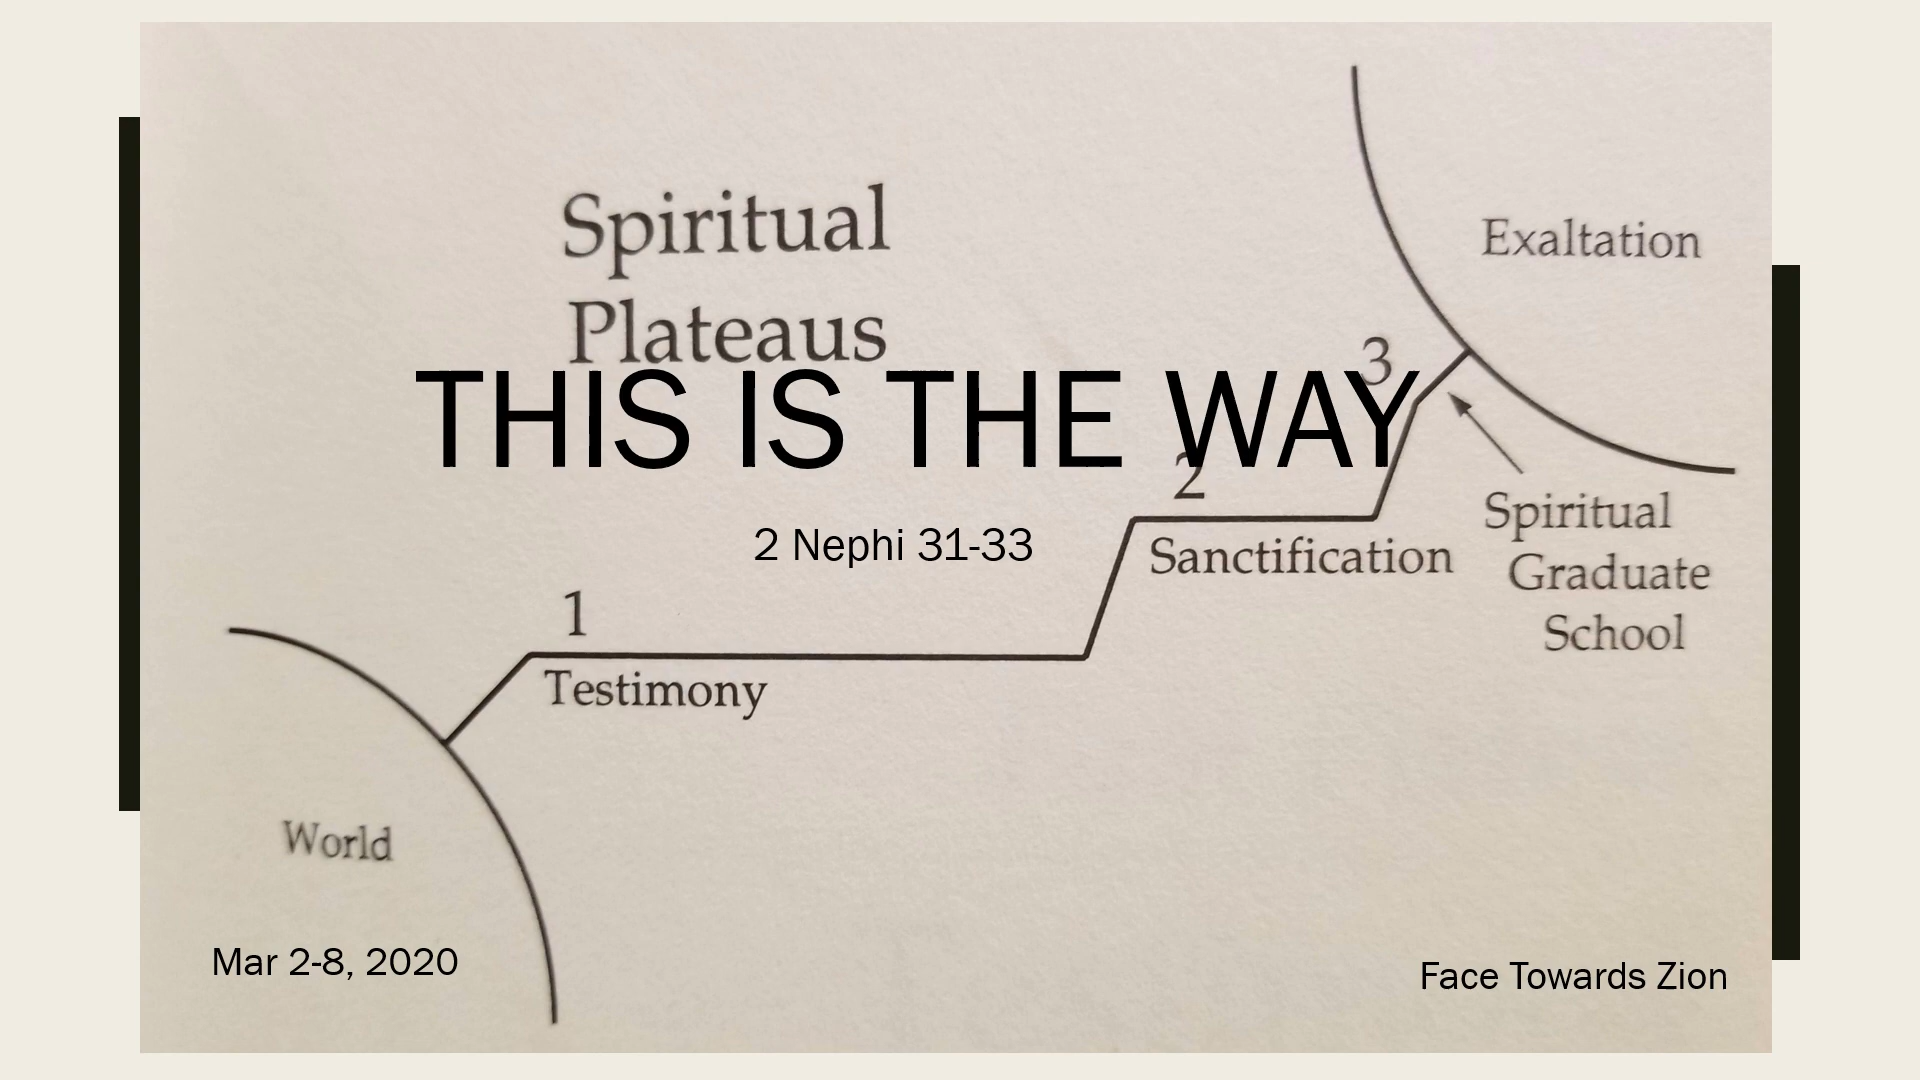 Spiritual
Plateaus
Exaltation
THIS IS THE WAY
3
2
2 Nephi 31-33
Sanctification
Spiritual
Graduate
School
1
Testimony
World
Mar 2-8, 2020
Face Towards Zion